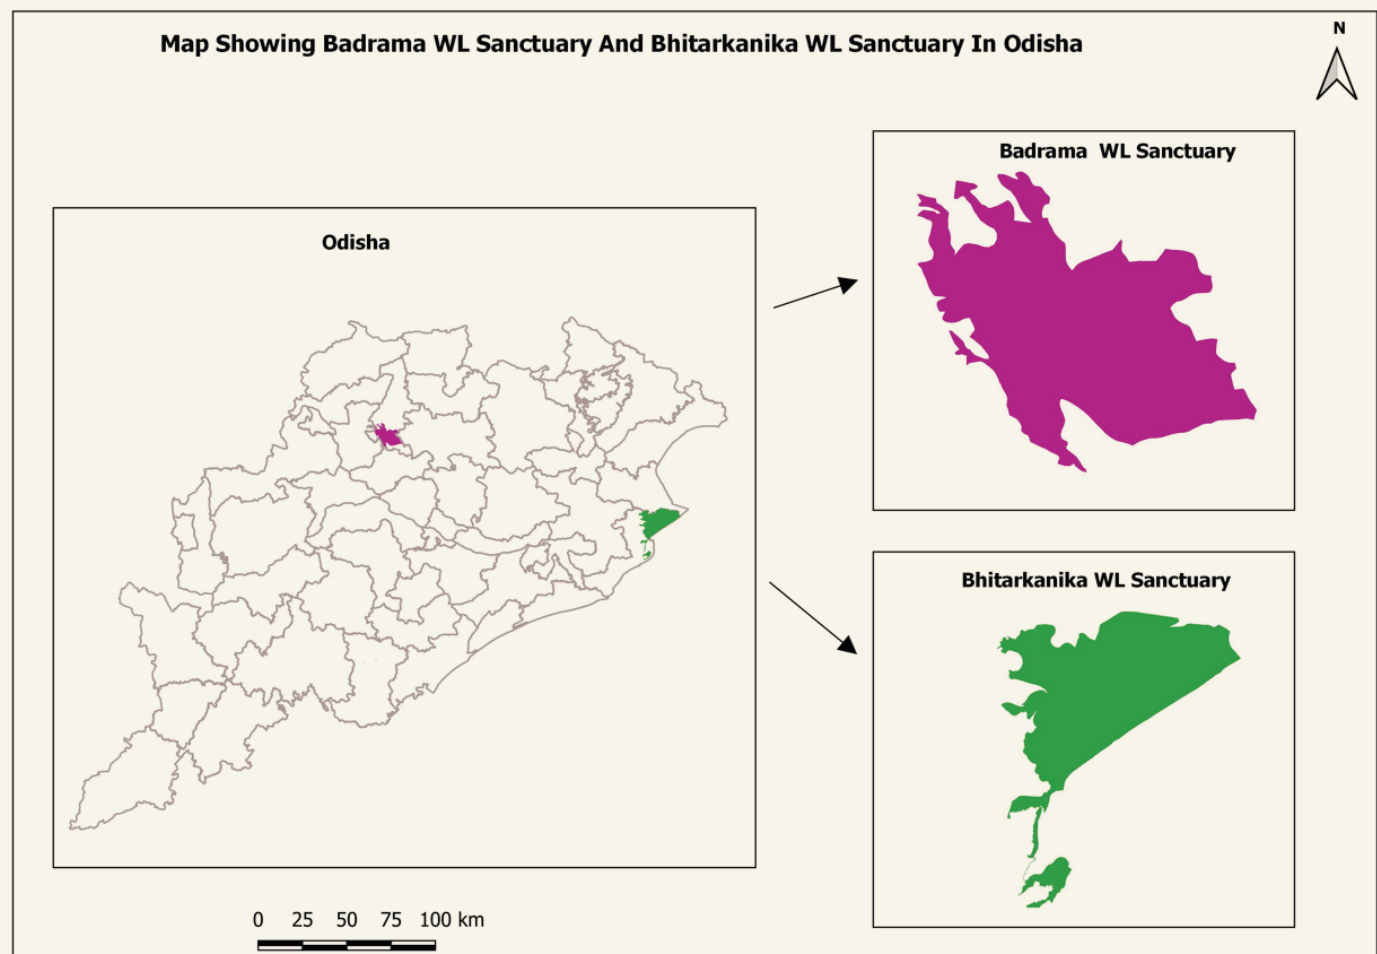 Map Showing Badrama WL Sanctuary And Bhitarkanika WL Sanctuary In Odisha
N
Odisha
Badrama WL Sanctuary
Bhitarkanika WL Sanctuary
0 25 50 75 100 km